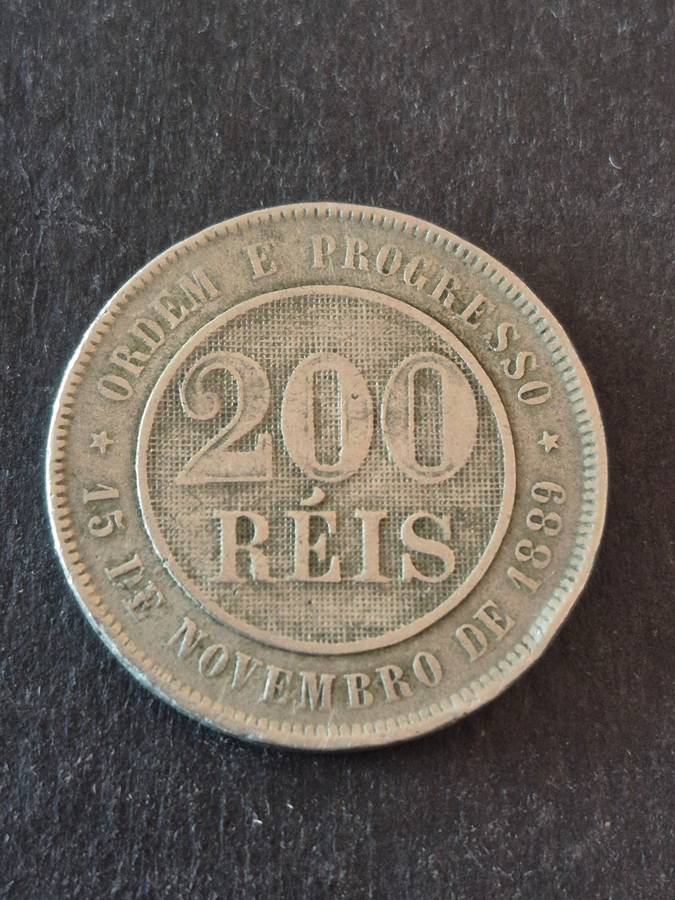 ORDEM E PROGRESSO
200
RÉIS
★ 15 DE NOVEMBRO DE 1889 ★